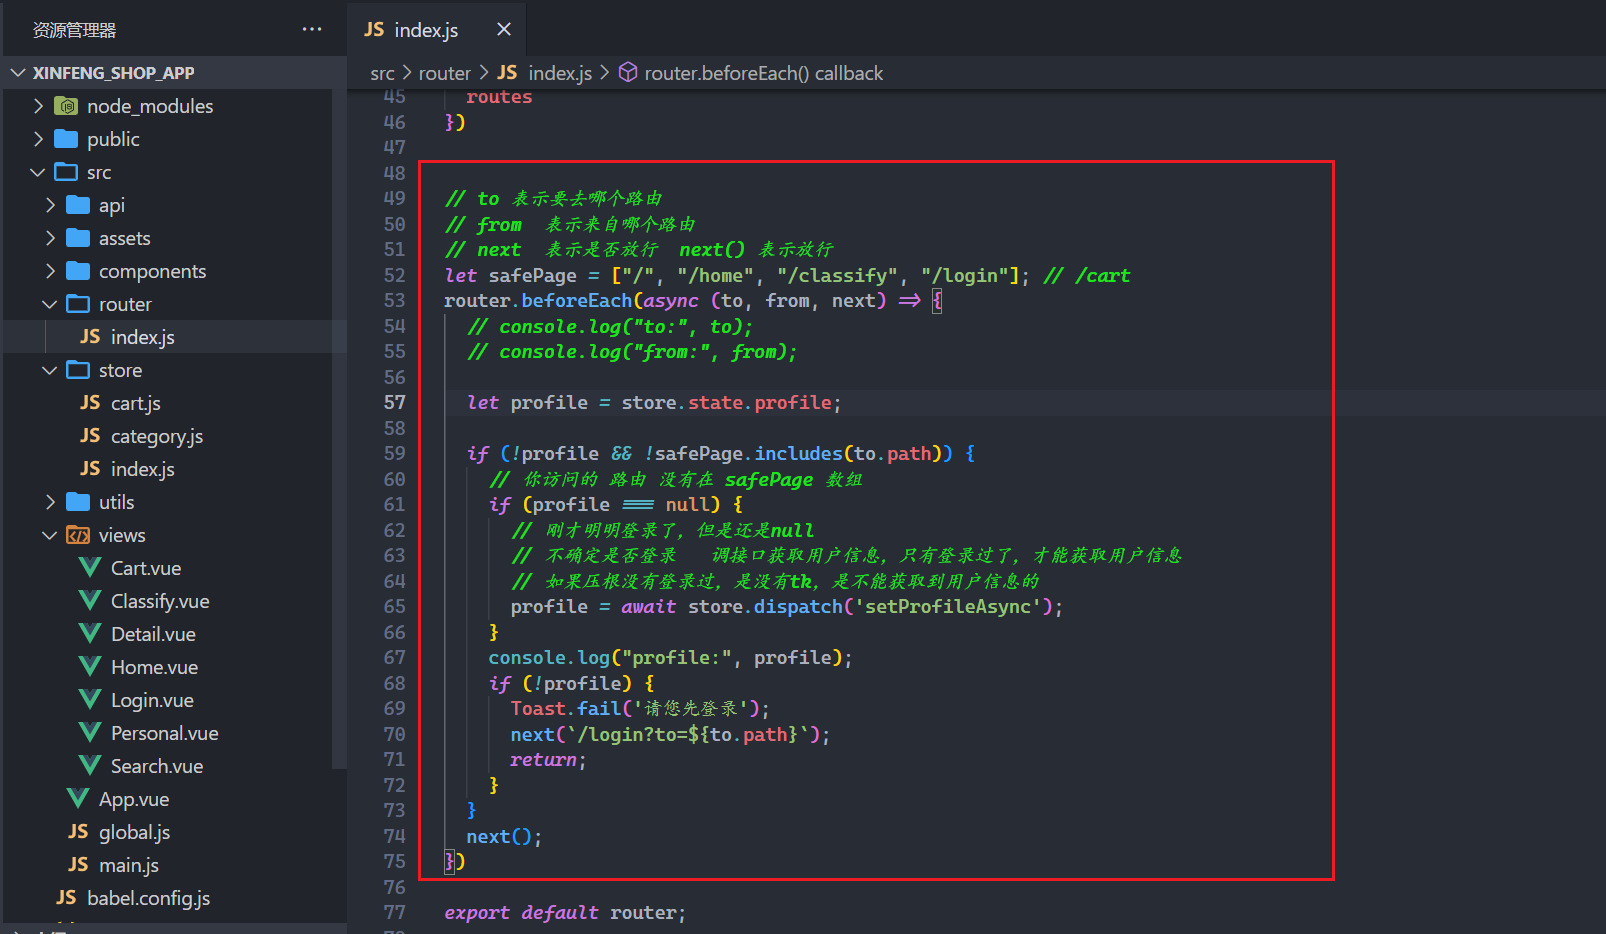 资源管理器 ···
XINFENG_SHOP_APP
node_modules
public
src
api
assets
components
router
JS index.js
store
JS cart.js
JS category.js
JS index.js
utils
views
Cart.vue
Classify.vue
Detail.vue
Home.vue
Login.vue
Personal.vue
Search.vue
App.vue
JS global.js
JS main.js
JS babel.config.js
JS index.js ×
src > router > JS index.js > router.beforeEach() callback
45 routes
46 })
47
48
49 // to 表示要去哪个路由
50 // from 表示来自哪个路由
51 // next 表示是否放行 next() 表示放行
52 let safePage = ["/", "/home", "/classify", "/login"]; // /cart
53 router.beforeEach(async (to, from, next) => {
54 // console.log("to:", to);
55 // console.log("from:", from);
56
57 let profile = store.state.profile;
58
59 if (!profile && !safePage.includes(to.path)) {
60 // 你访问的 路由 没有在 safePage 数组
61 if (profile === null) {
62 // 刚才明明登录了，但是还是null
63 // 不确定是否登录 调接口获取用户信息，只有登录过了，才能获取用户信息
64 // 如果压根没有登录过，是没有tk，是不能获取到用户信息的
65 profile = await store.dispatch('setProfileAsync');
66 }
67 console.log("profile:", profile);
68 if (!profile) {
69 Toast.fail('请您先登录');
70 next(`/login?to=${to.path}`);
71 return;
72 }
73 }
74 next();
75 })
76
77 export default router;